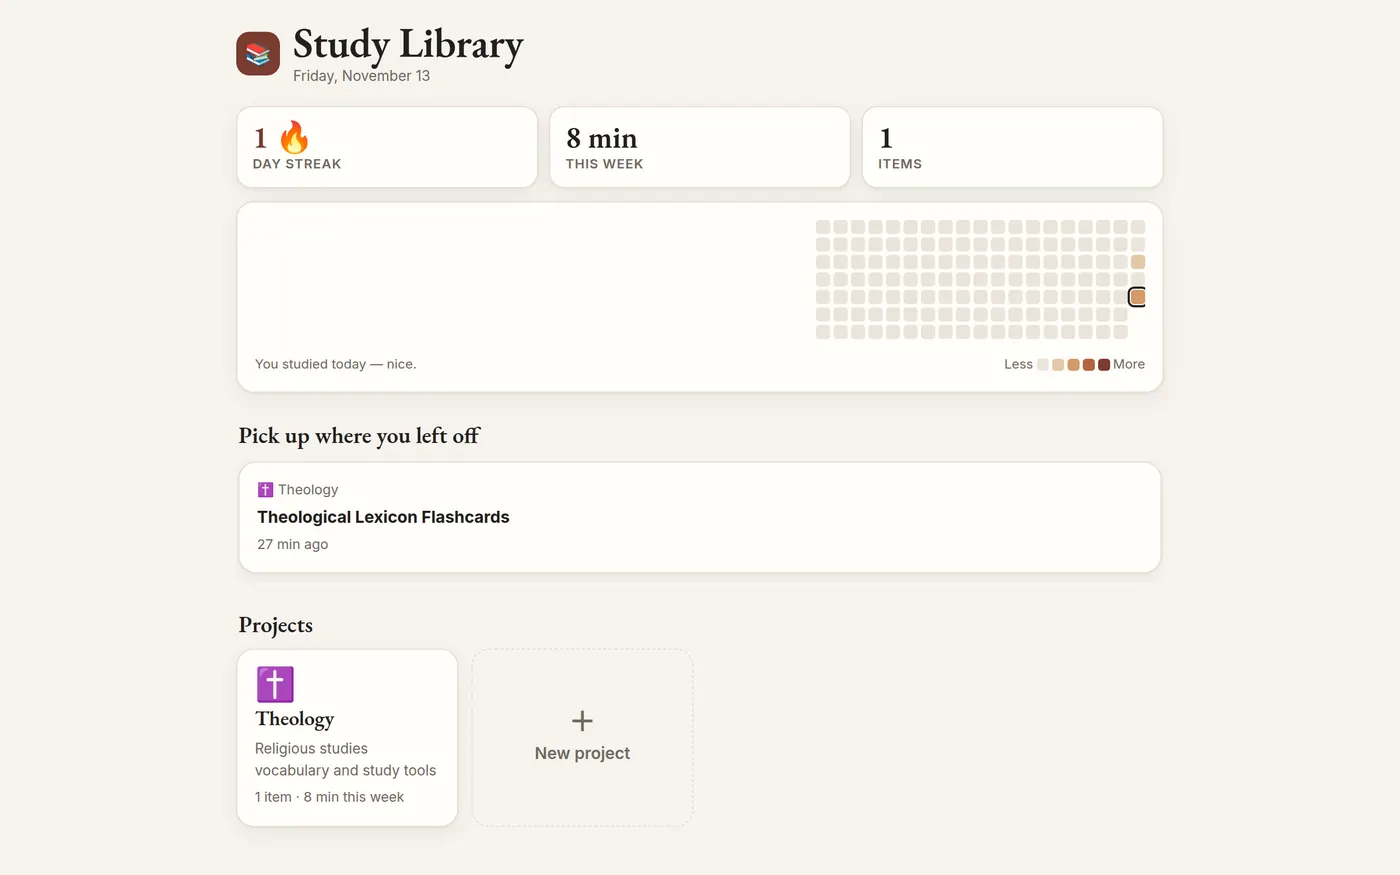 Study Library
Friday, November 13
1 🔥
DAY STREAK
8 min
THIS WEEK
1
ITEMS
You studied today — nice.
Less
More
Pick up where you left off
✝️ Theology
Theological Lexicon Flashcards
27 min ago
Projects
Theology
Religious studies
vocabulary and study tools
1 item · 8 min this week
+
New project